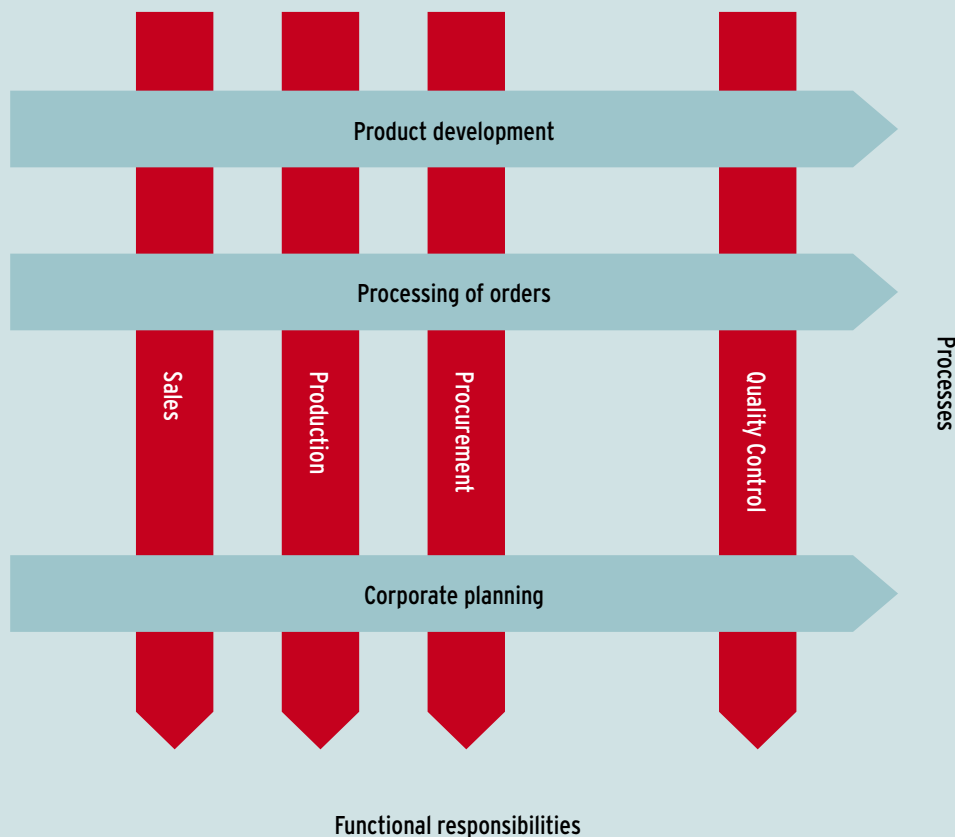 Product development
Processing of orders
Sales
Production
Procurement
Quality Control
Processes
Corporate planning
Functional responsibilities